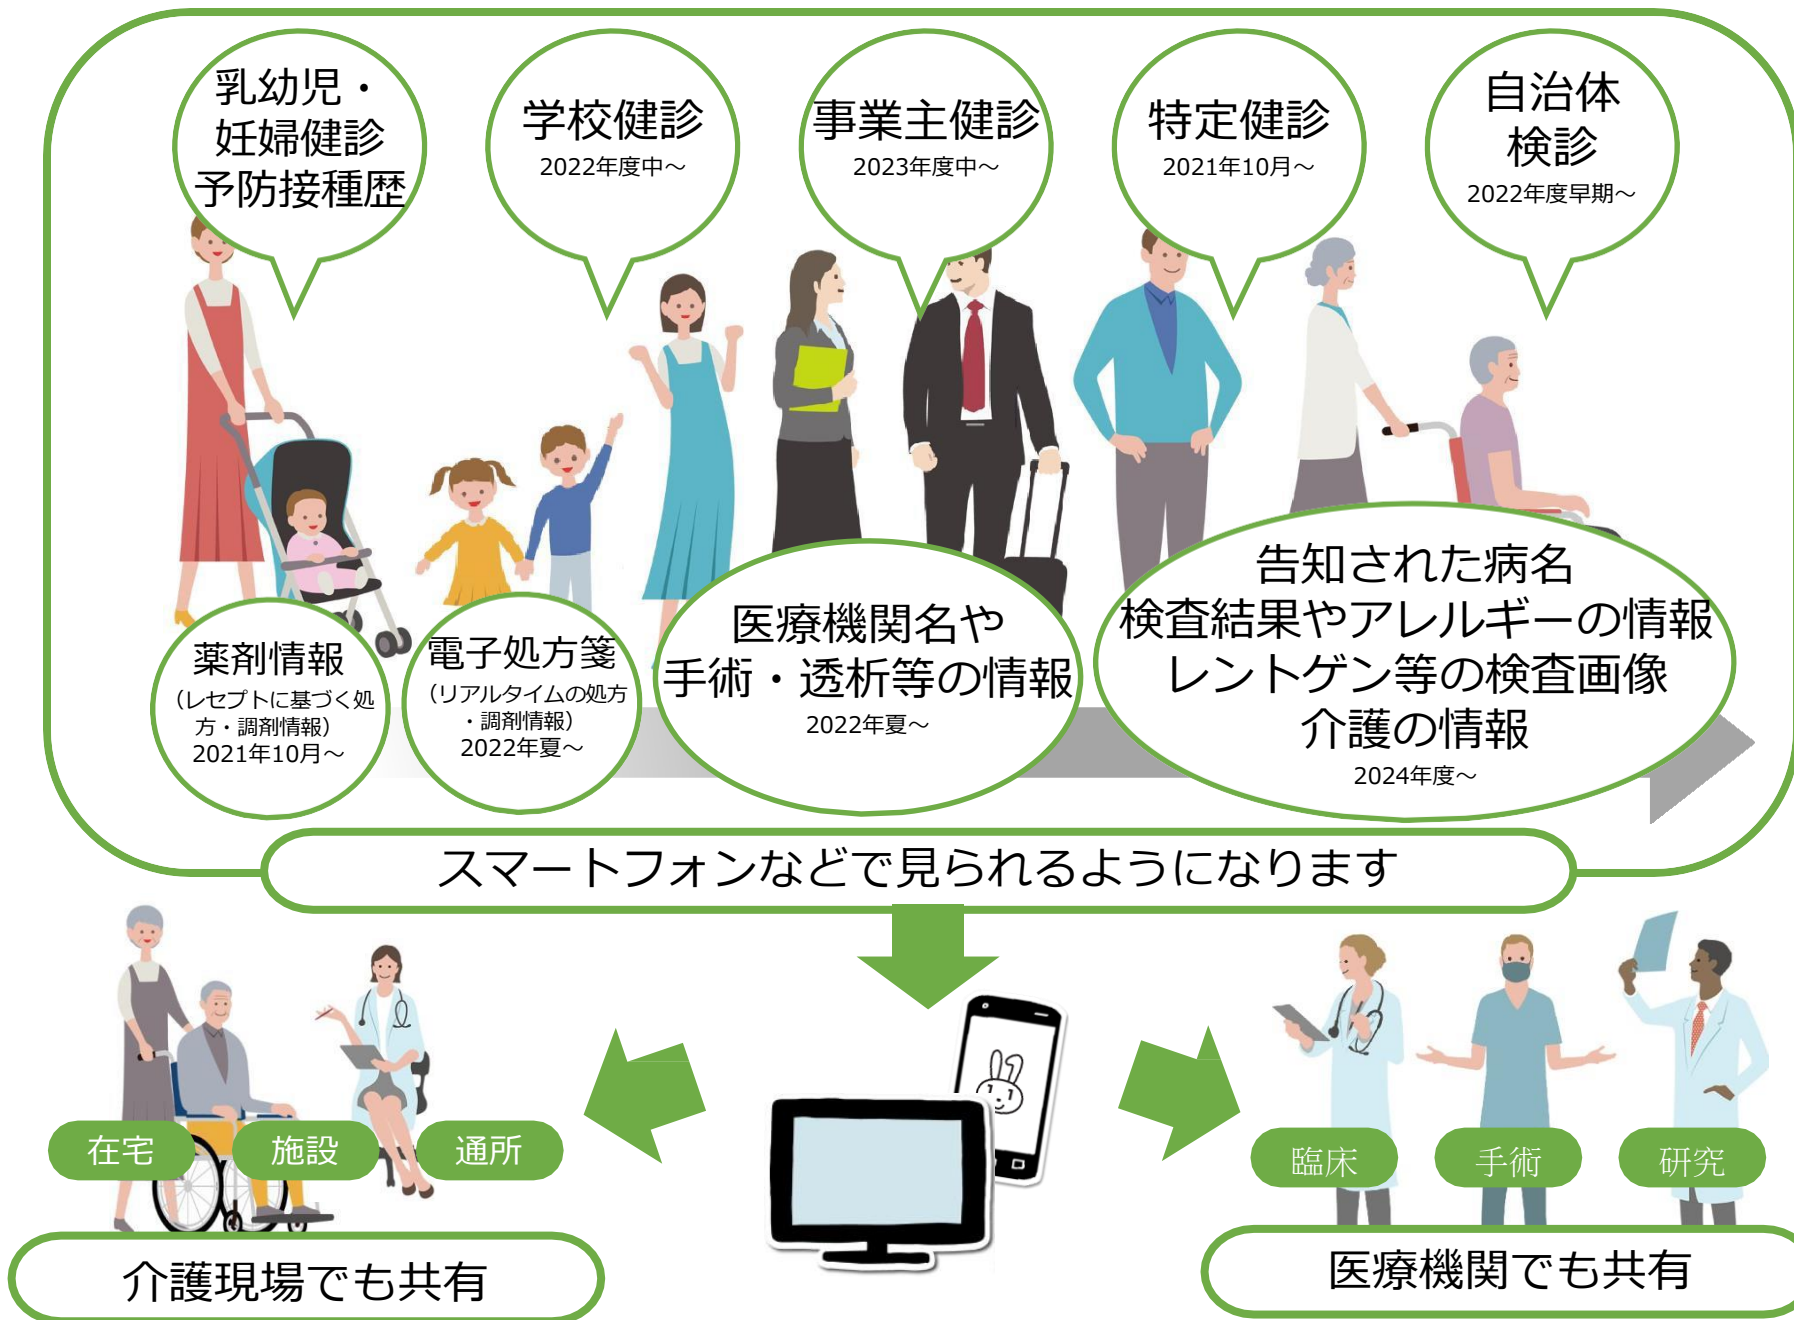 乳幼児・
妊婦健診
予防接種歴
学校健診
2022年度中～
事業主健診
2023年度中～
特定健診
2021年10月～
自治体
検診
2022年度早期～
薬剤情報
（レセプトに基づく処
方・調剤情報）
2021年10月～
電子処方箋
（リアルタイムの処方
・調剤情報）
2022年夏～
医療機関名や
手術・透析等の情報
2022年夏～
告知された病名
検査結果やアレルギーの情報
レントゲン等の検査画像
介護の情報
2024年度～
スマートフォンなどで見られるようになります
在宅
施設
通所
介護現場でも共有
臨床
手術
研究
医療機関でも共有